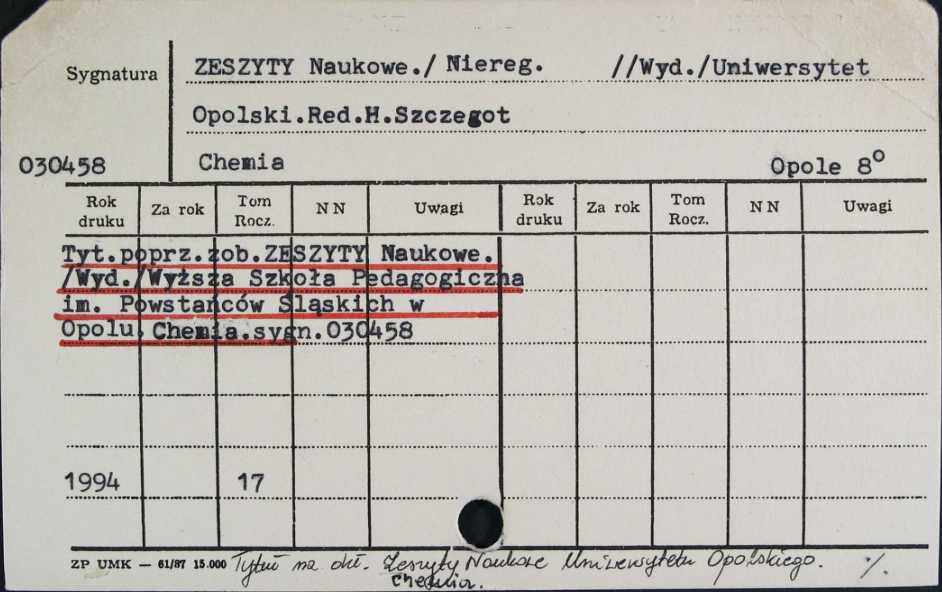 Sygnatura
ZESZYTY Naukowe./ Niereg. //Wyd./Uniwersytet
Opolski.Red.H.Szczegot
030458 Chemia Opole 8°
Rok druku Za rok Tom Rocz. N N Uwagi Rok druku Za rok Tom Rocz. N N Uwagi
Tyt.poprz.zob.ZESZYTY Naukowe.
/Wyd./Wyższa Szkoła Pedagogiczna
im. Powstańców Śląskich w
Opolu. Chemia.sygn.030458
1994 17
ZP UMK — 61/87 15.000 Tytuł na okł. Zeszyty Naukowe Uniwersytetu Opolskiego. ./.
Chemia.